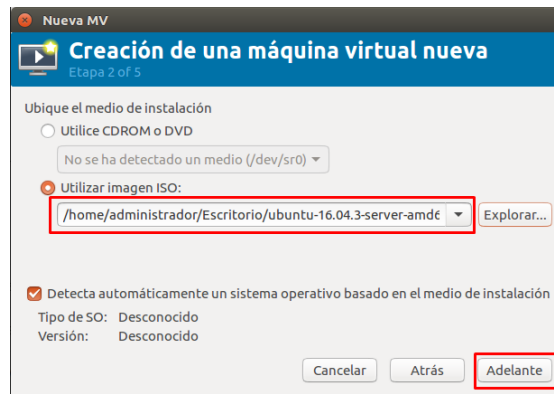 Nueva MV
Creación de una máquina virtual nueva
Etapa 2 of 5
Ubique el medio de instalación
Utilice CDROM o DVD
No se ha detectado un medio (/dev/sr0)
Utilizar imagen ISO:
/home/administrador/Escritorio/ubuntu-16.04.3-server-amd6 Explorar...
Detecta automáticamente un sistema operativo basado en el medio de instalación
Tipo de SO: Desconocido
Versión: Desconocido
Cancelar Atrás Adelante